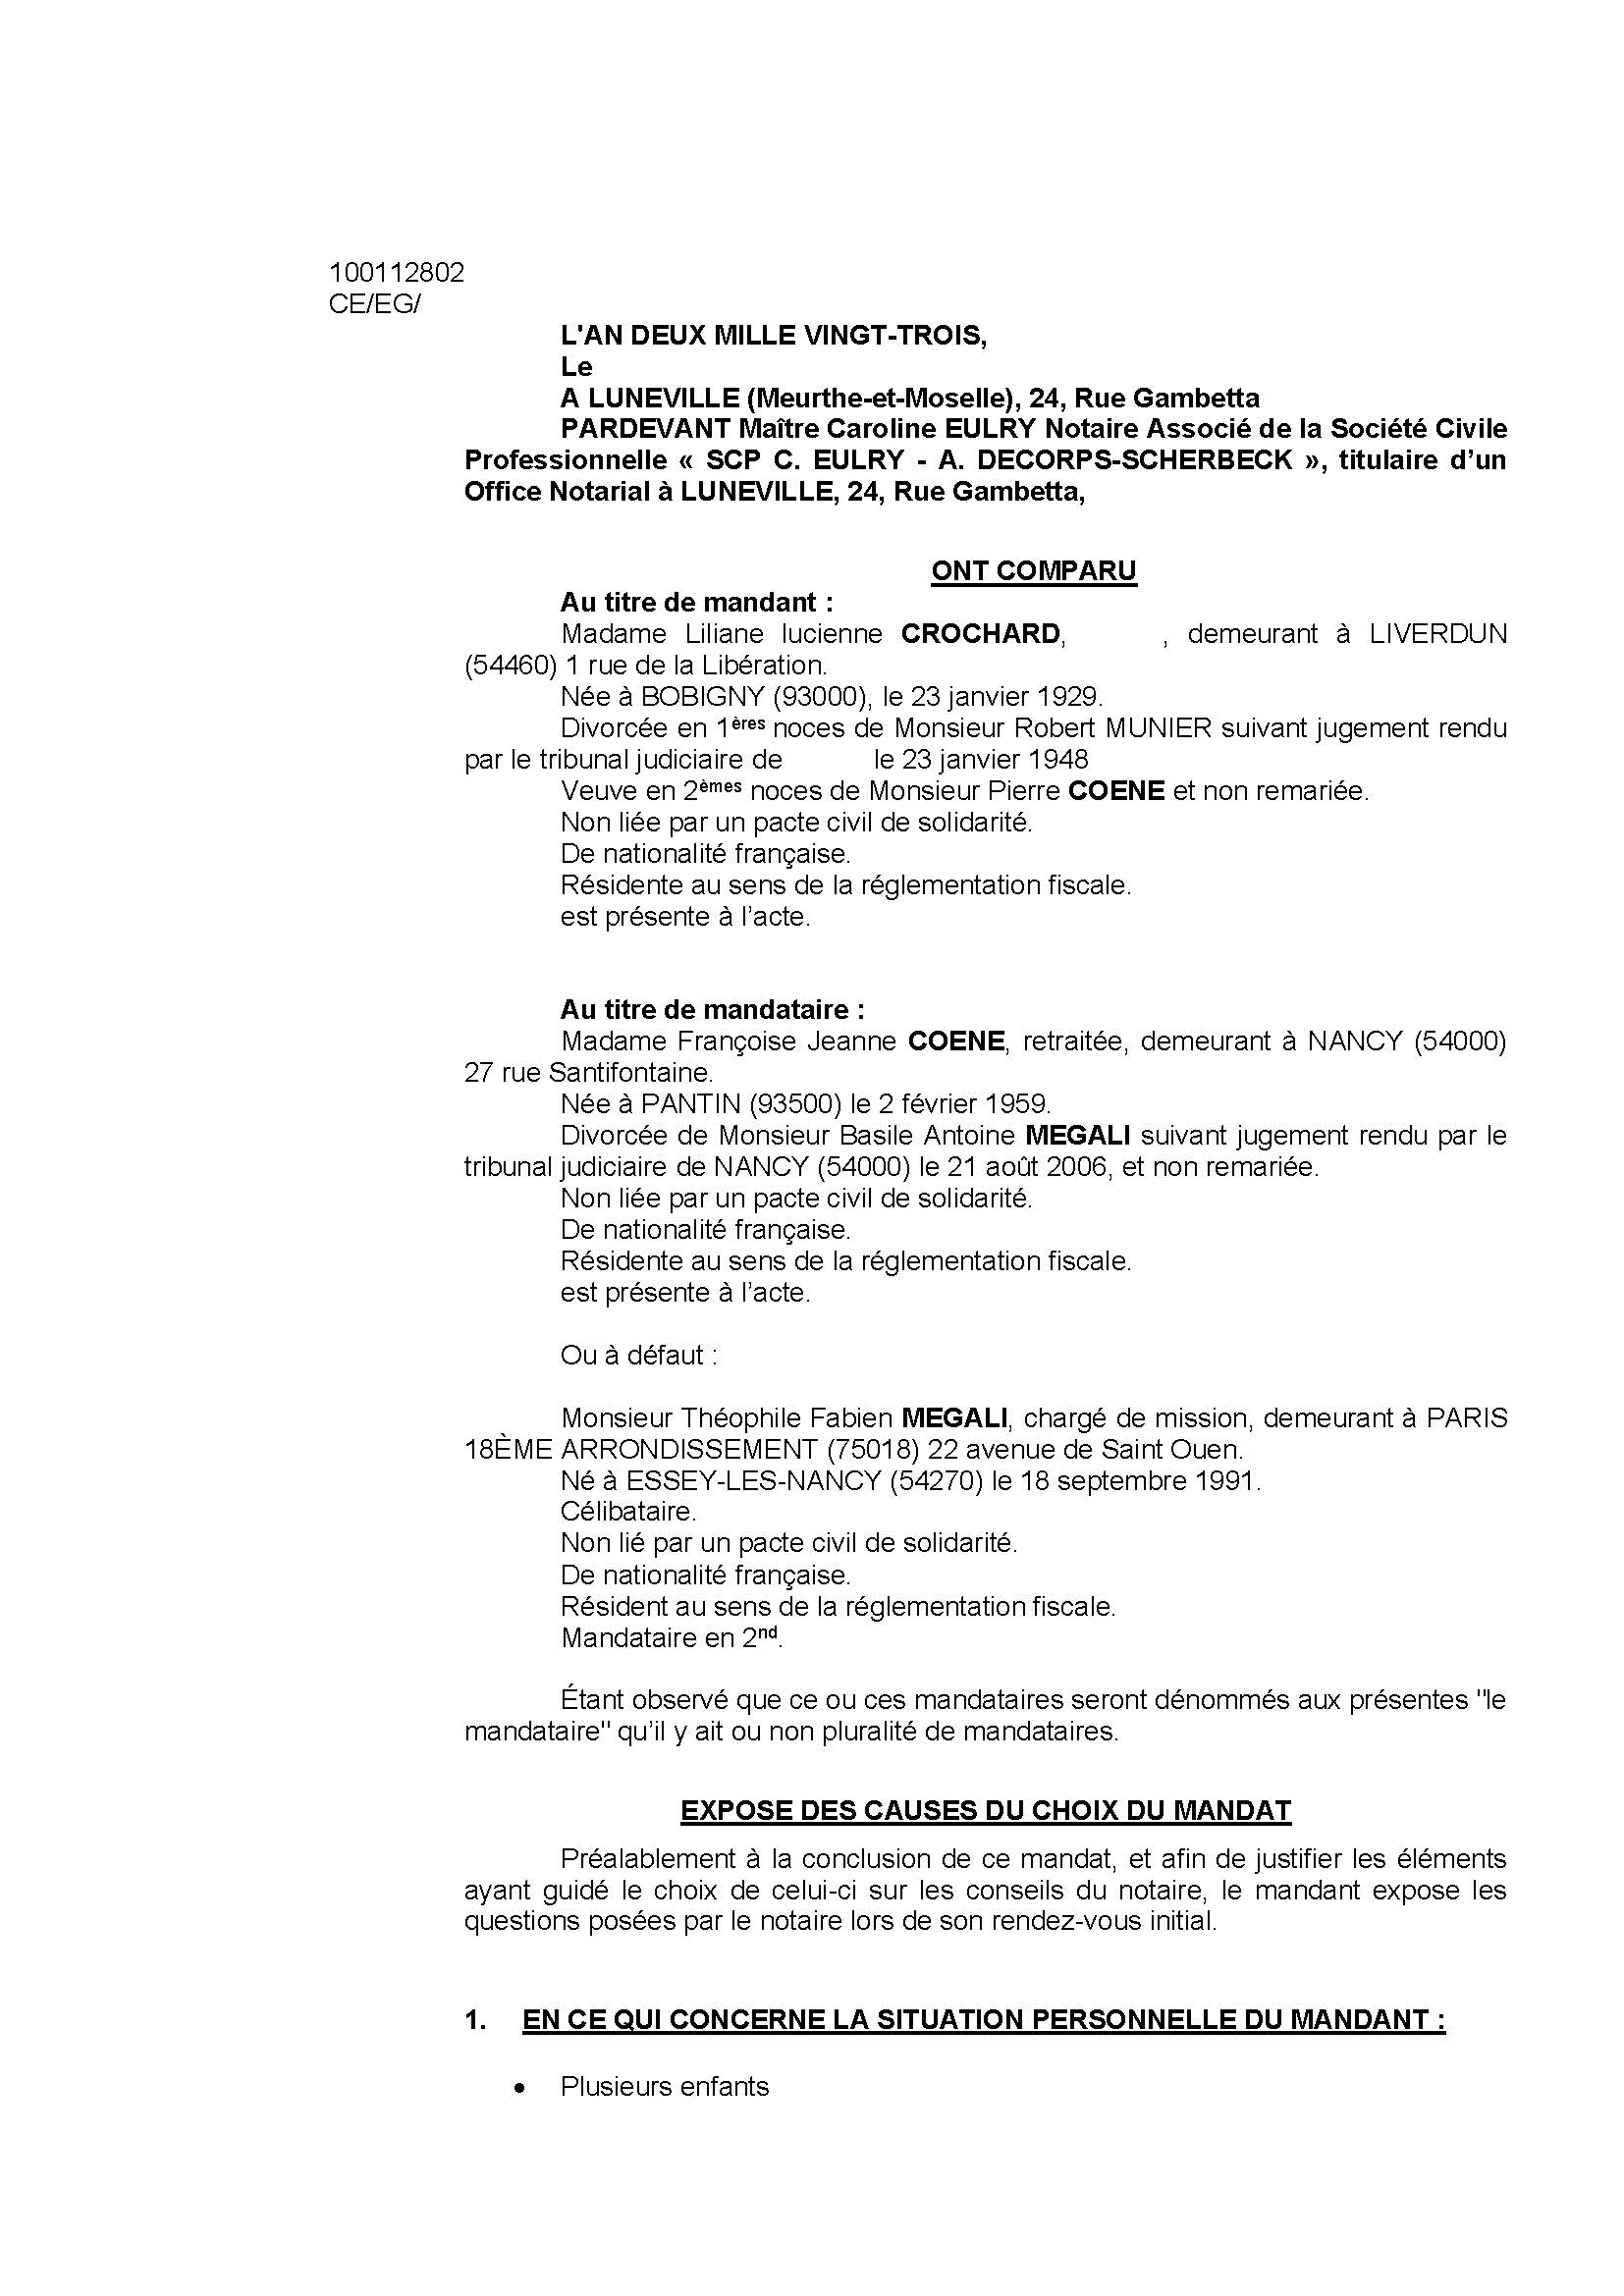 100112802
CE/EG/
L'AN DEUX MILLE VINGT-TROIS,
Le
A LUNEVILLE (Meurthe-et-Moselle), 24, Rue Gambetta
PARDEVANT Maître Caroline EULRY Notaire Associé de la Société Civile
Professionnelle « SCP C. EULRY - A. DECORPS-SCHERBECK », titulaire d’un
Office Notarial à LUNEVILLE, 24, Rue Gambetta,
ONT COMPARU
Au titre de mandant :
Madame Liliane lucienne CROCHARD, , demeurant à LIVERDUN
(54460) 1 rue de la Libération.
Née à BOBIGNY (93000), le 23 janvier 1929.
Divorcée en 1ères noces de Monsieur Robert MUNIER suivant jugement rendu
par le tribunal judiciaire de le 23 janvier 1948
Veuve en 2èmes noces de Monsieur Pierre COENE et non remariée.
Non liée par un pacte civil de solidarité.
De nationalité française.
Résidente au sens de la réglementation fiscale.
est présente à l’acte.
Au titre de mandataire :
Madame Françoise Jeanne COENE, retraitée, demeurant à NANCY (54000)
27 rue Santifontaine.
Née à PANTIN (93500) le 2 février 1959.
Divorcée de Monsieur Basile Antoine MEGALI suivant jugement rendu par le
tribunal judiciaire de NANCY (54000) le 21 août 2006, et non remariée.
Non liée par un pacte civil de solidarité.
De nationalité française.
Résidente au sens de la réglementation fiscale.
est présente à l’acte.
Ou à défaut :
Monsieur Théophile Fabien MEGALI, chargé de mission, demeurant à PARIS
18ÈME ARRONDISSEMENT (75018) 22 avenue de Saint Ouen.
Né à ESSEY-LES-NANCY (54270) le 18 septembre 1991.
Célibataire.
Non lié par un pacte civil de solidarité.
De nationalité française.
Résident au sens de la réglementation fiscale.
Mandataire en 2nd.
Étant observé que ce ou ces mandataires seront dénommés aux présentes "le
mandataire" qu’il y ait ou non pluralité de mandataires.
EXPOSE DES CAUSES DU CHOIX DU MANDAT
Préalablement à la conclusion de ce mandat, et afin de justifier les éléments
ayant guidé le choix de celui-ci sur les conseils du notaire, le mandant expose les
questions posées par le notaire lors de son rendez-vous initial.
1. EN CE QUI CONCERNE LA SITUATION PERSONNELLE DU MANDANT :
• Plusieurs enfants